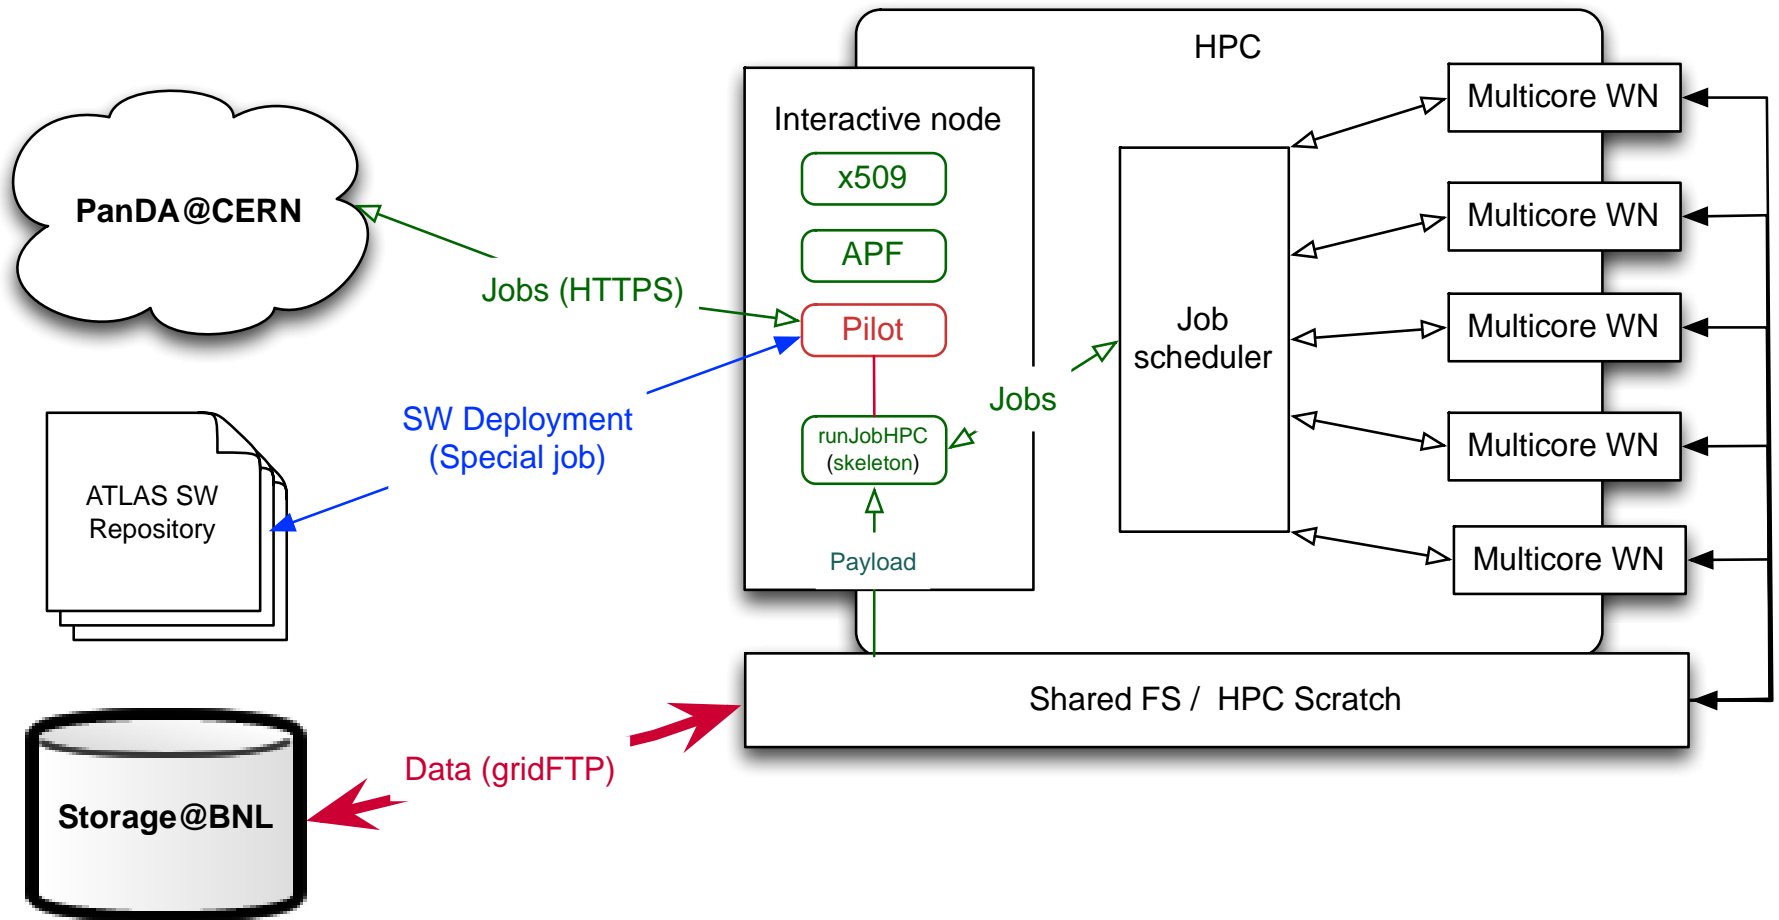 HPC
Interactive node
x509
APF
Pilot
runJobHPC
(skeleton)
Payload
PanDA@CERN
Jobs (HTTPS)
SW Deployment
(Special job)
ATLAS SW
Repository
Storage@BNL
Data (gridFTP)
Jobs
Job
scheduler
Multicore WN
Multicore WN
Multicore WN
Multicore WN
Multicore WN
Shared FS / HPC Scratch